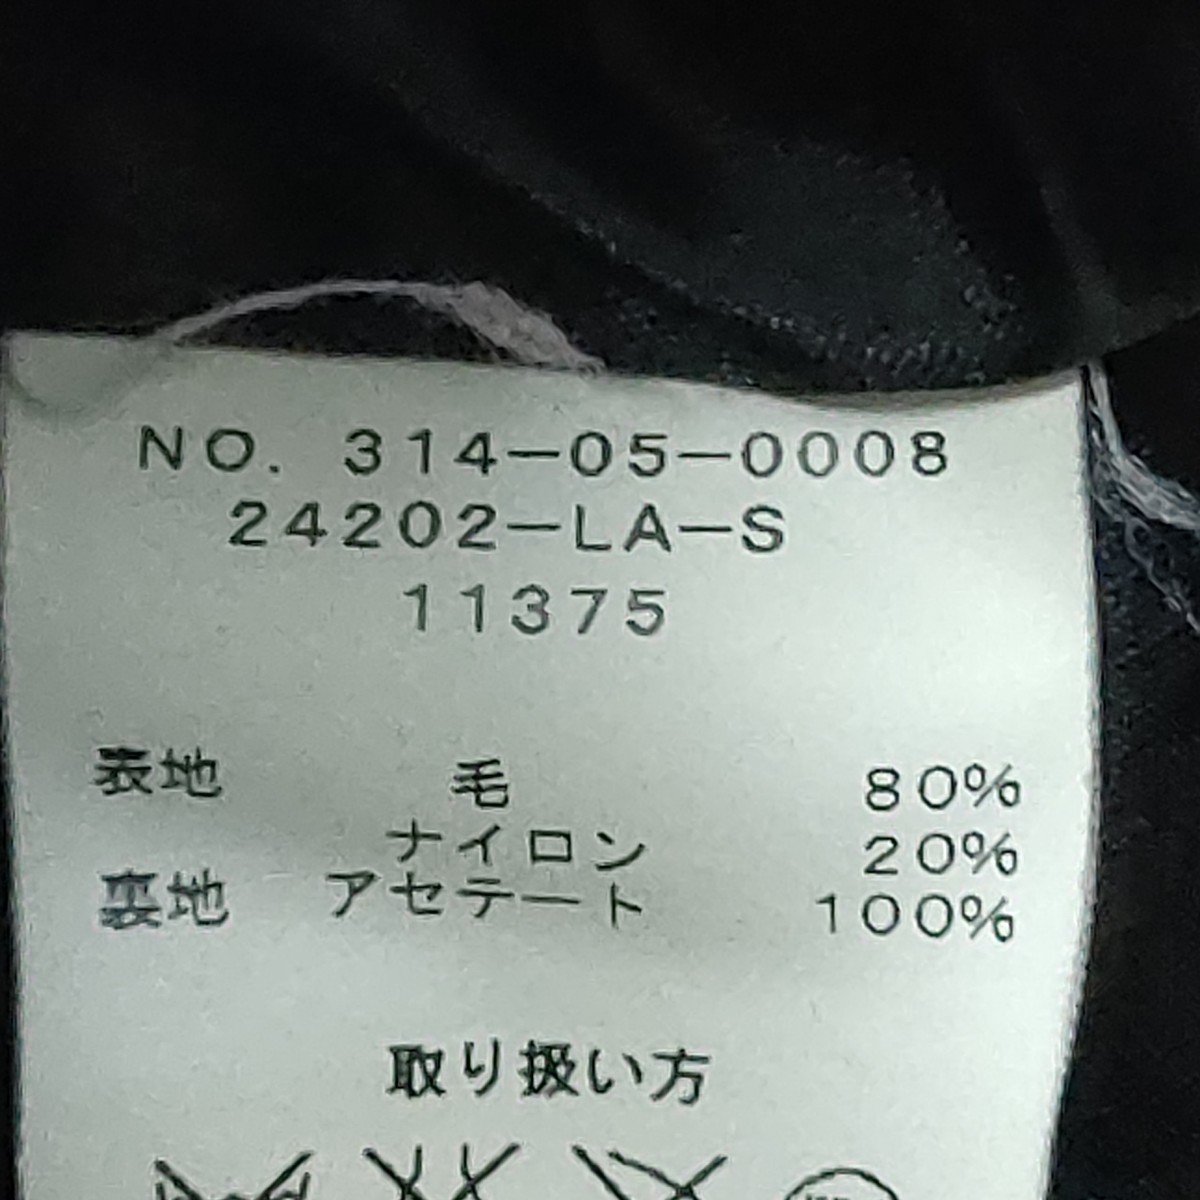 NO. 314-05-0008
24202-LA-S
11375
表地 毛 80%
ナイロン 20%
裏地 アセテート 100%
取り扱い方